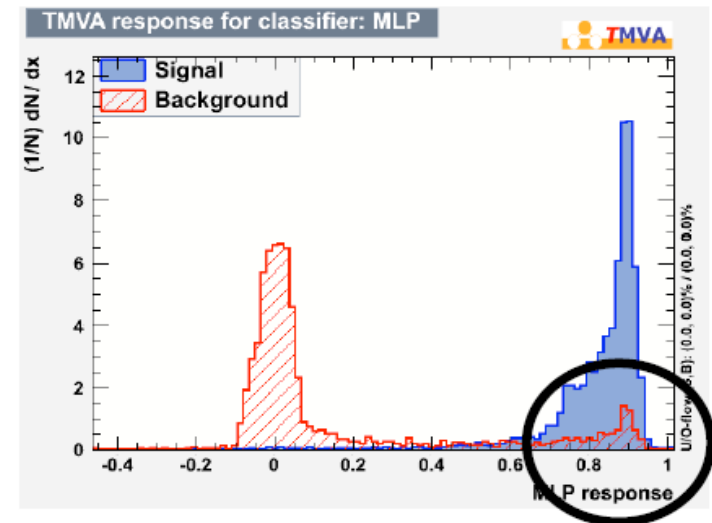 TMVA response for classifier: MLP
TMVA
Signal
Background
(1/N) dN/ dx
12
10
8
6
4
2
0
-0.4 -0.2 0 0.2 0.4 0.6 0.8 1
MLP response
U/O-flow (S,B): (0.0, 0.0)% / (0.0, 0.0)%